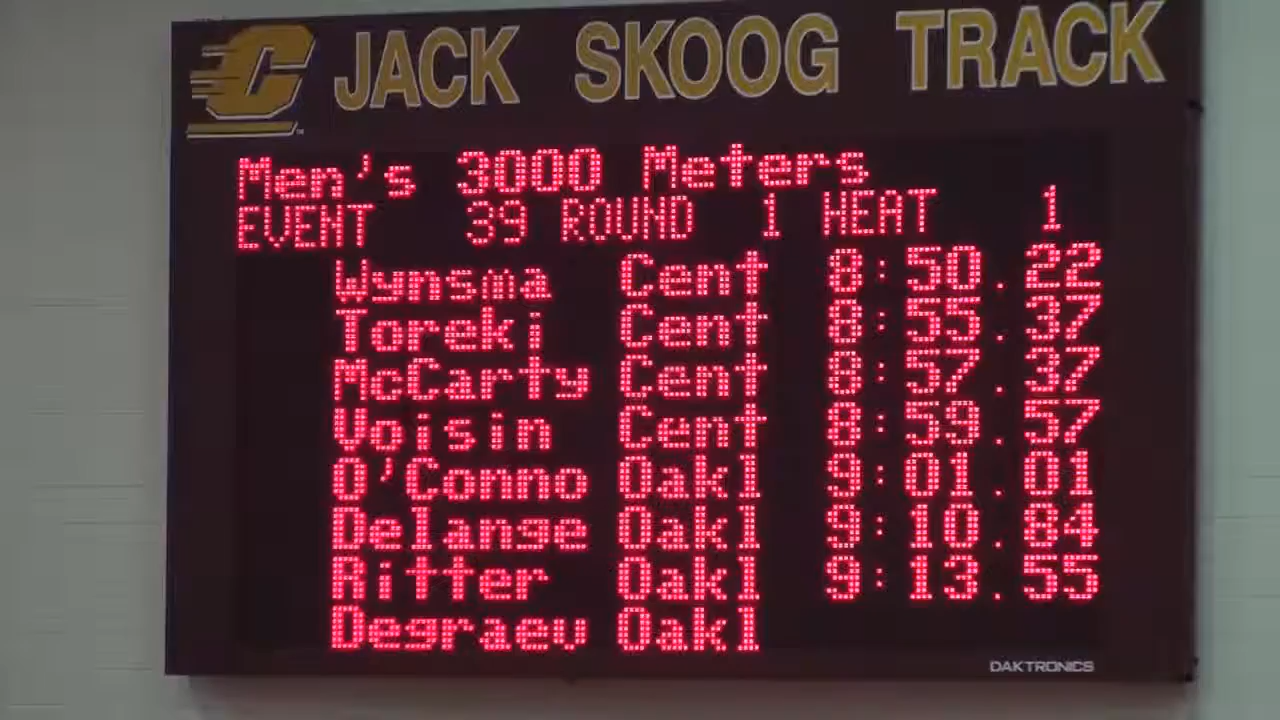 JACK SKOOG TRACK
Men's 3000 Meters
EVENT 39 ROUND 1 HEAT 1
Wynsma Cent 8:50.22
Toreki Cent 8:55.37
McCarty Cent 8:57.37
Voisin Cent 8:59.57
O'Conno Oakl 9:01.01
Delange Oakl 9:10.84
Ritter Oakl 9:13.55
Degraev Oakl
DAKTRONICS